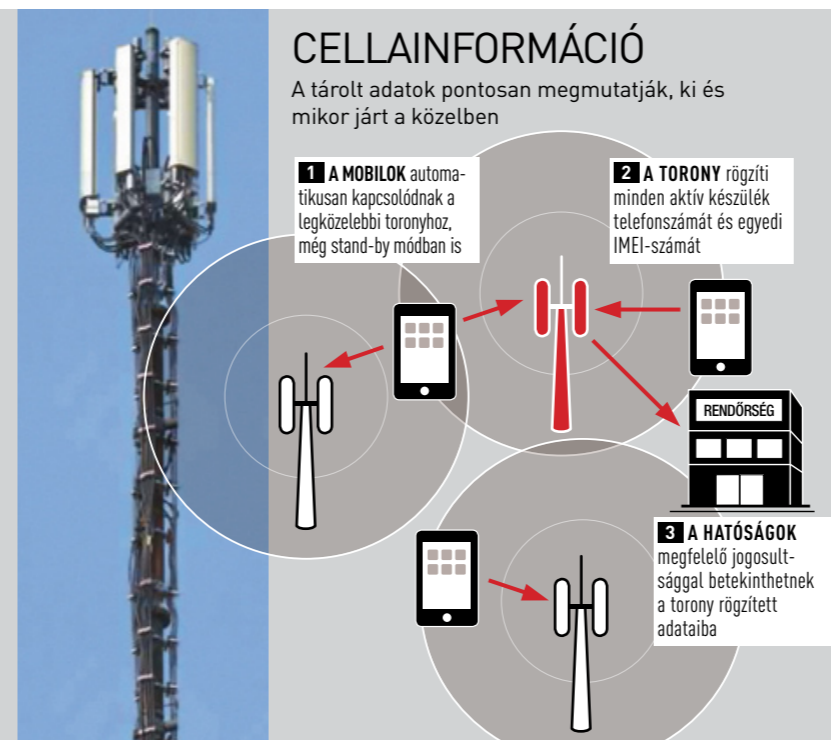 CELLAINFORMÁCIÓ
A tárolt adatok pontosan megmutatják, ki és
mikor járt a közelben
1 A MOBILOK automa-
tikusan kapcsolódnak a
legközelebbi toronyhoz,
még stand-by módban is
2 A TORONY rögzíti
minden aktív készülék
telefonszámát és egyedi
IMEI-számát
RENDŐRSÉG
3 A HATÓSÁGOK
megfelelő jogosult-
sággal betekinthetnek
a torony rögzített
adataiba